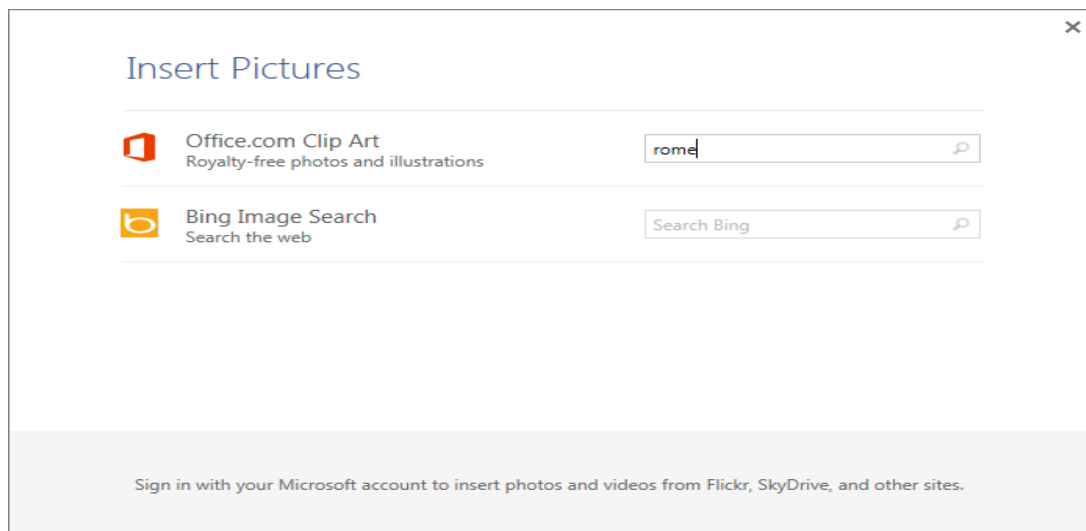 Insert Pictures
Office.com Clip Art
Royalty-free photos and illustrations
rome
Bing Image Search
Search the web
Search Bing
Sign in with your Microsoft account to insert photos and videos from Flickr, SkyDrive, and other sites.